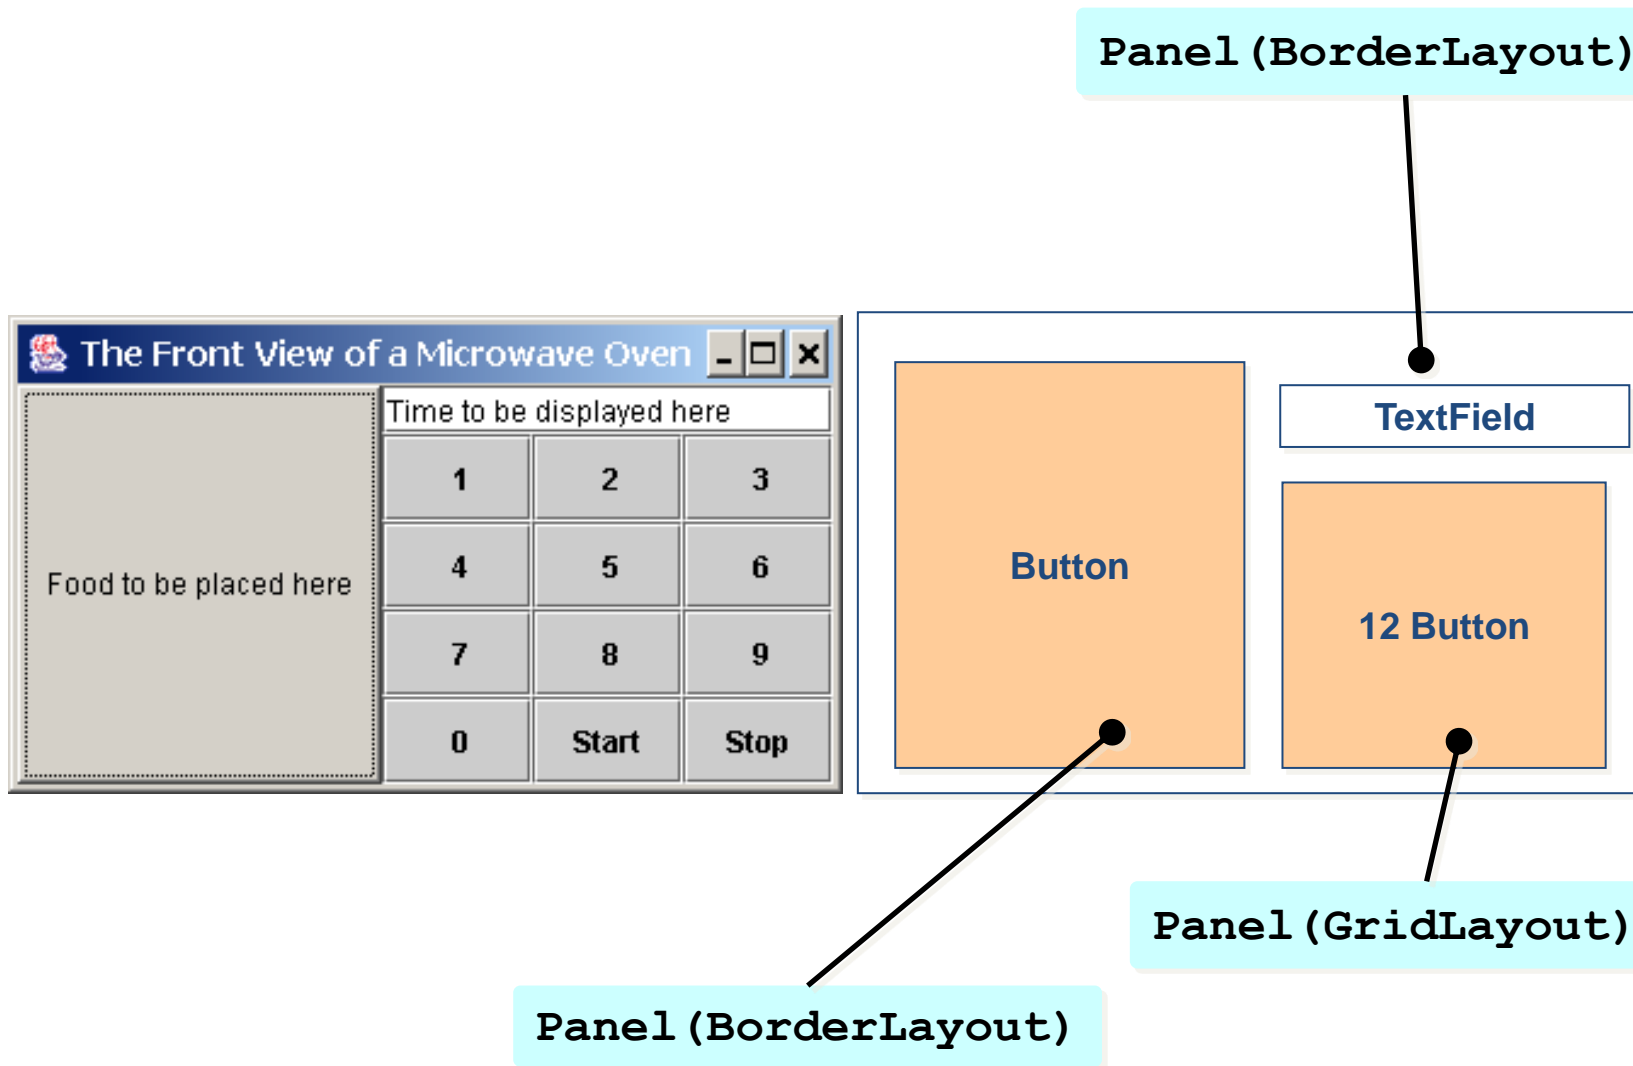 Panel(BorderLayout)
The Front View of a Microwave Oven
Time to be displayed here
1 2 3
4 5 6
Food to be placed here
7 8 9
0 Start Stop
TextField
Button
12 Button
Panel(GridLayout)
Panel(BorderLayout)